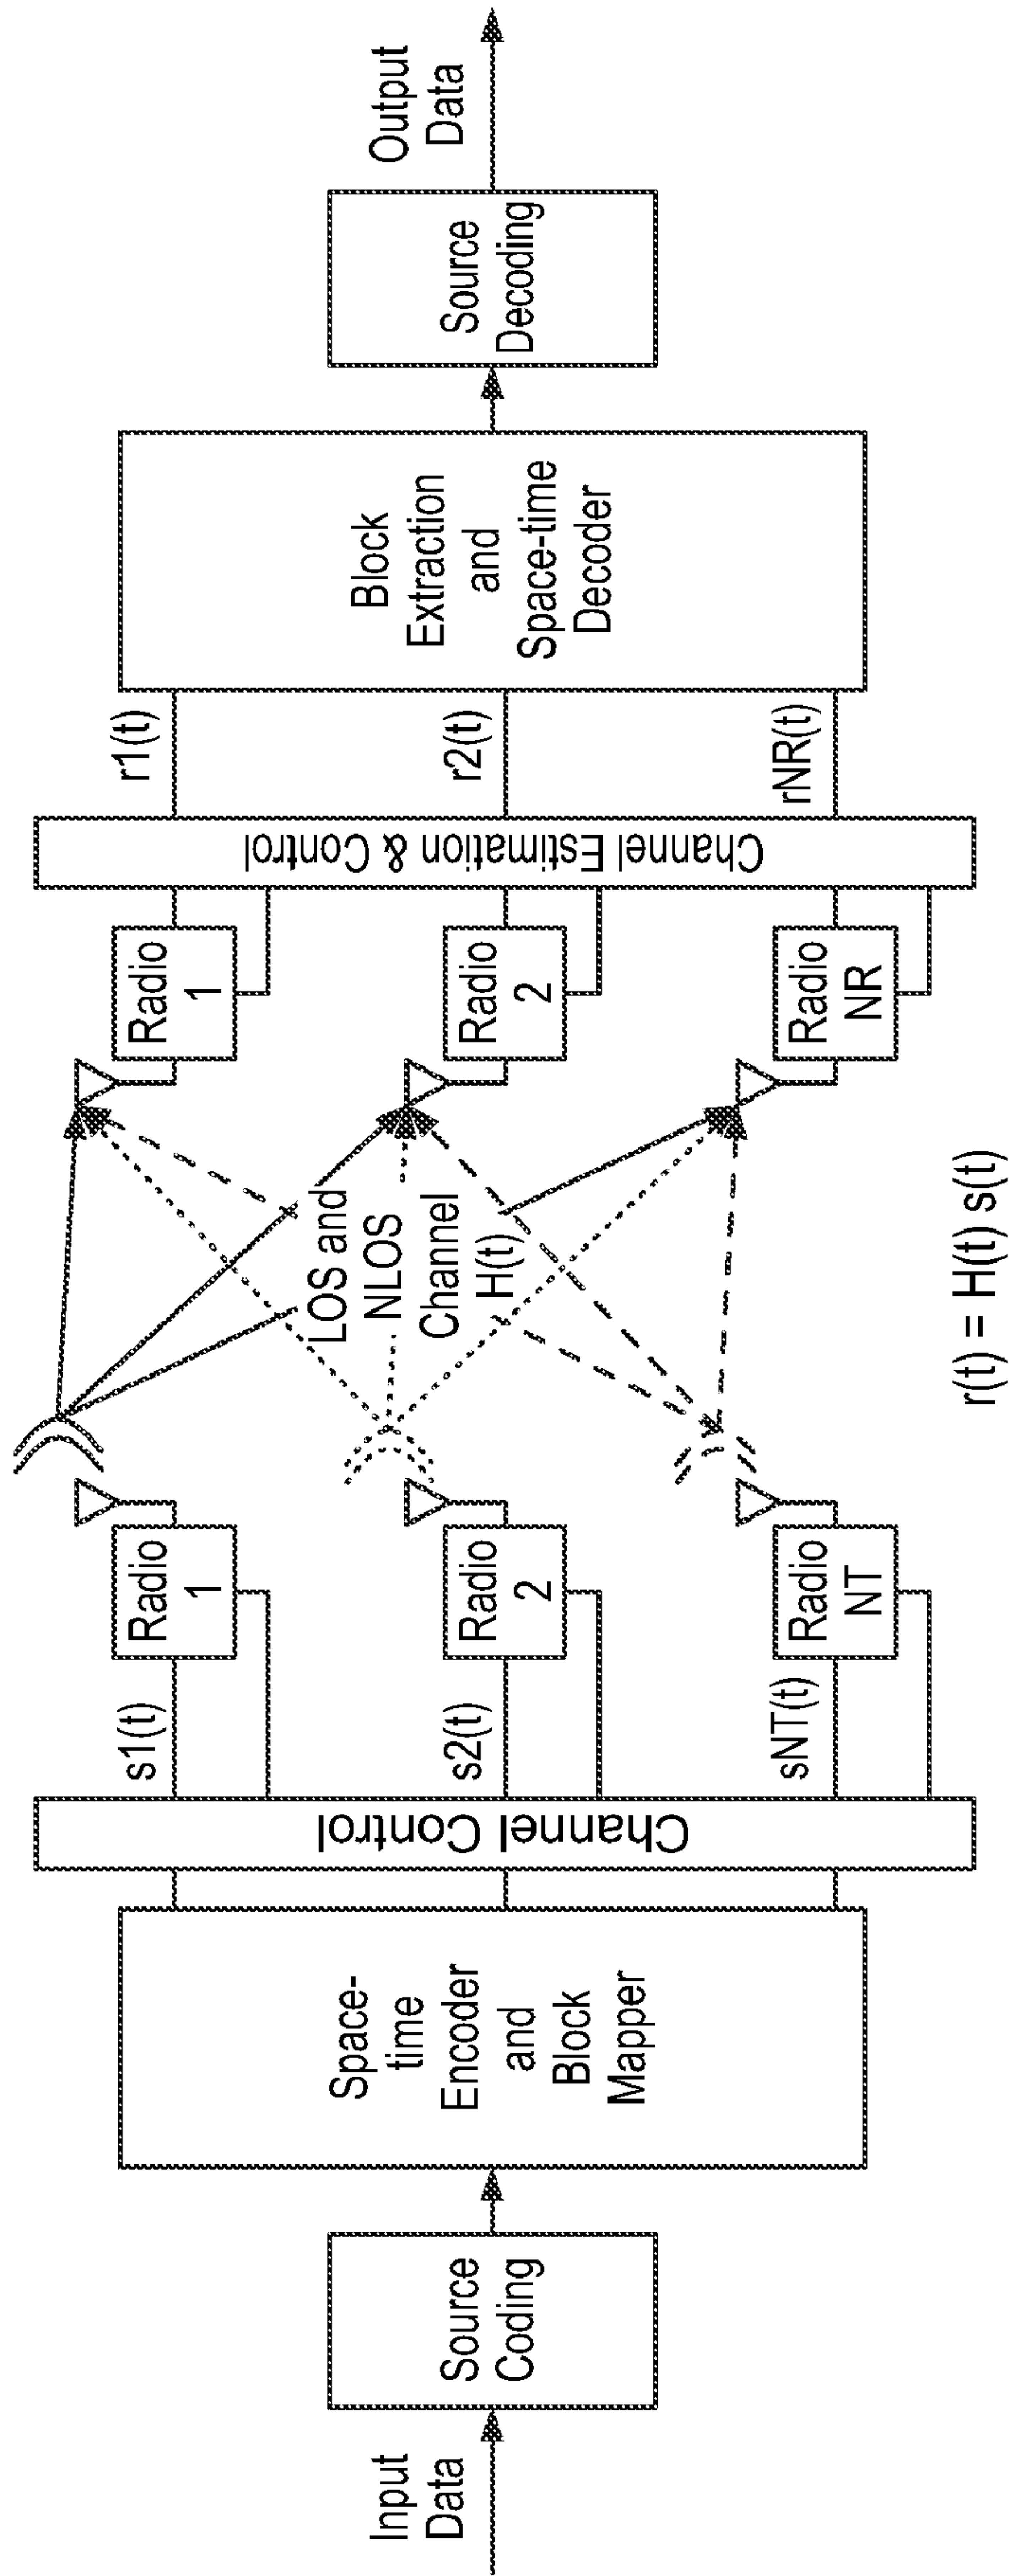 Input
Data
Source
Coding
Space-
time
Encoder
and
Block
Mapper
Channel Control
s1(t)
s2(t)
sNT(t)
Radio
1
Radio
2
Radio
NT
LOS and
NLOS
Channel
H(t)
Radio
1
Radio
2
Radio
NR
Channel Estimation & Control
r1(t)
r2(t)
rNR(t)
Block
Extraction
and
Space-time
Decoder
Source
Decoding
Output
Data
r(t) = H(t) s(t)